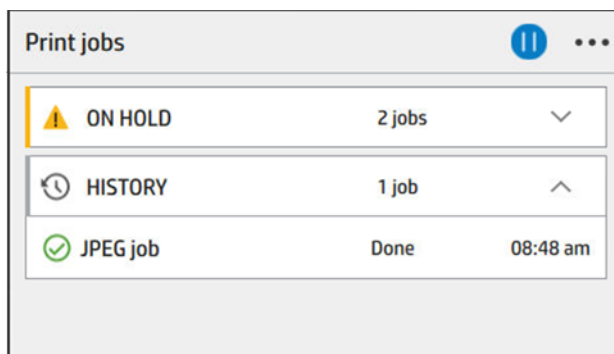 Print jobs
ON HOLD 2 jobs
HISTORY 1 job
JPEG job Done 08:48 am